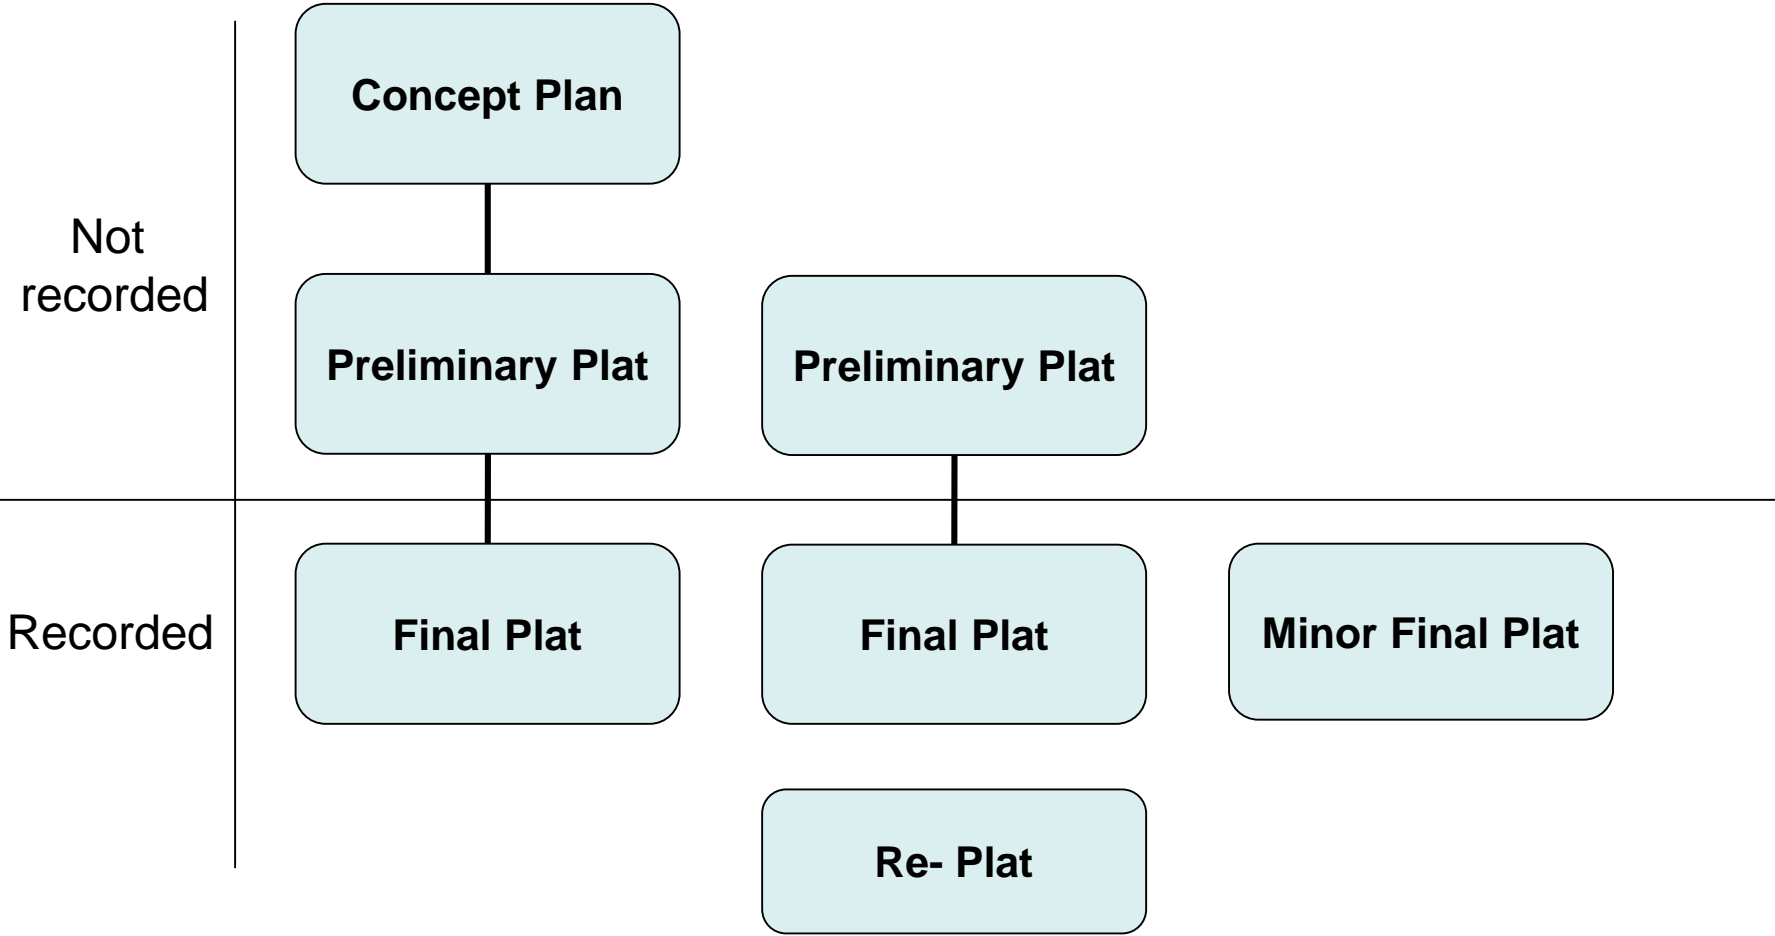 Concept Plan
Not
recorded
Preliminary Plat
Preliminary Plat
Recorded
Final Plat
Final Plat
Minor Final Plat
Re- Plat